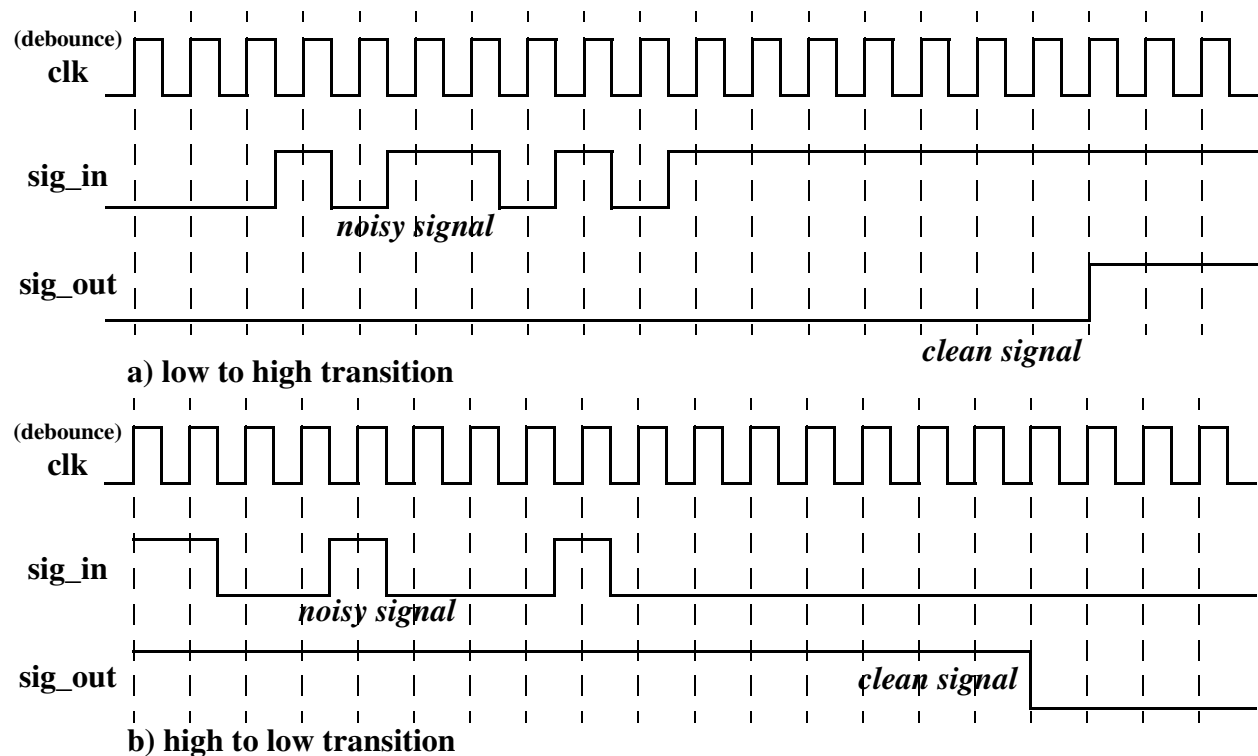 (debounce)
clk
sig_in
noisy signal
sig_out
clean signal
a) low to high transition
(debounce)
clk
sig_in
noisy signal
sig_out
clean signal
b) high to low transition